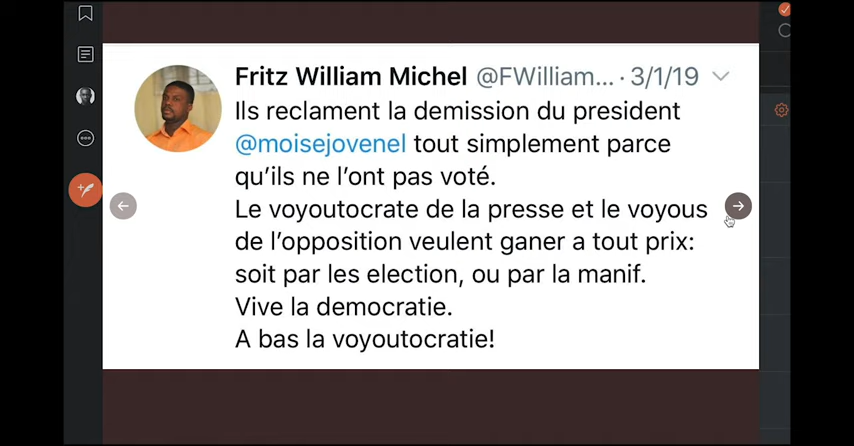 Fritz William Michel @FWilliam... · 3/1/19
Ils reclament la demission du president
@moisejovenel tout simplement parce
qu'ils ne l'ont pas voté.
Le voyoutocrate de la presse et le voyous
de l'opposition veulent ganer a tout prix:
soit par les election, ou par la manif.
Vive la democratie.
A bas la voyoutocratie!